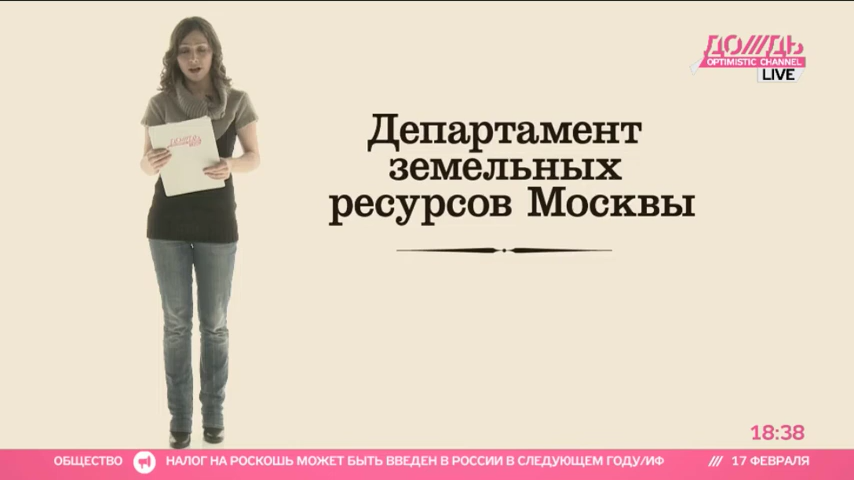 ДОЖДЬ
OPTIMISTIC CHANNEL
LIVE
Департамент
земельных
ресурсов Москвы
18:38
ОБЩЕСТВО НАЛОГ НА РОСКОШЬ МОЖЕТ БЫТЬ ВВЕДЕН В РОССИИ В СЛЕДУЮЩЕМ ГОДУ/ИФ /// 17 ФЕВРАЛЯ